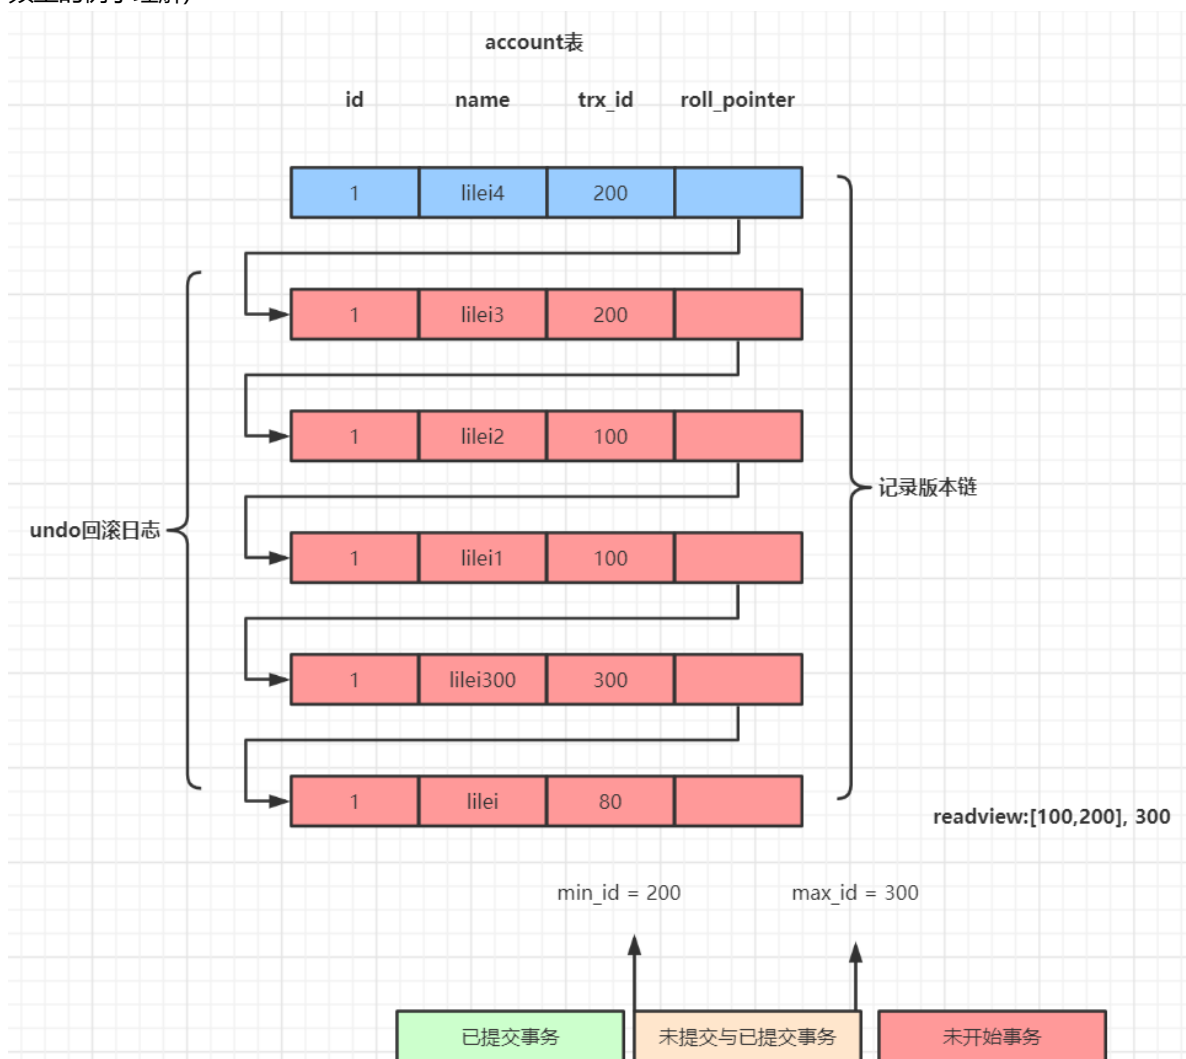 account表
id name trx_id roll_pointer
1 lilei4 200
1 lilei3 200
1 lilei2 100
记录版本链
undo回滚日志
1 lilei1 100
1 lilei300 300
1 lilei 80
readview:[100,200], 300
min_id = 200 max_id = 300
已提交事务 未提交与已提交事务 未开始事务